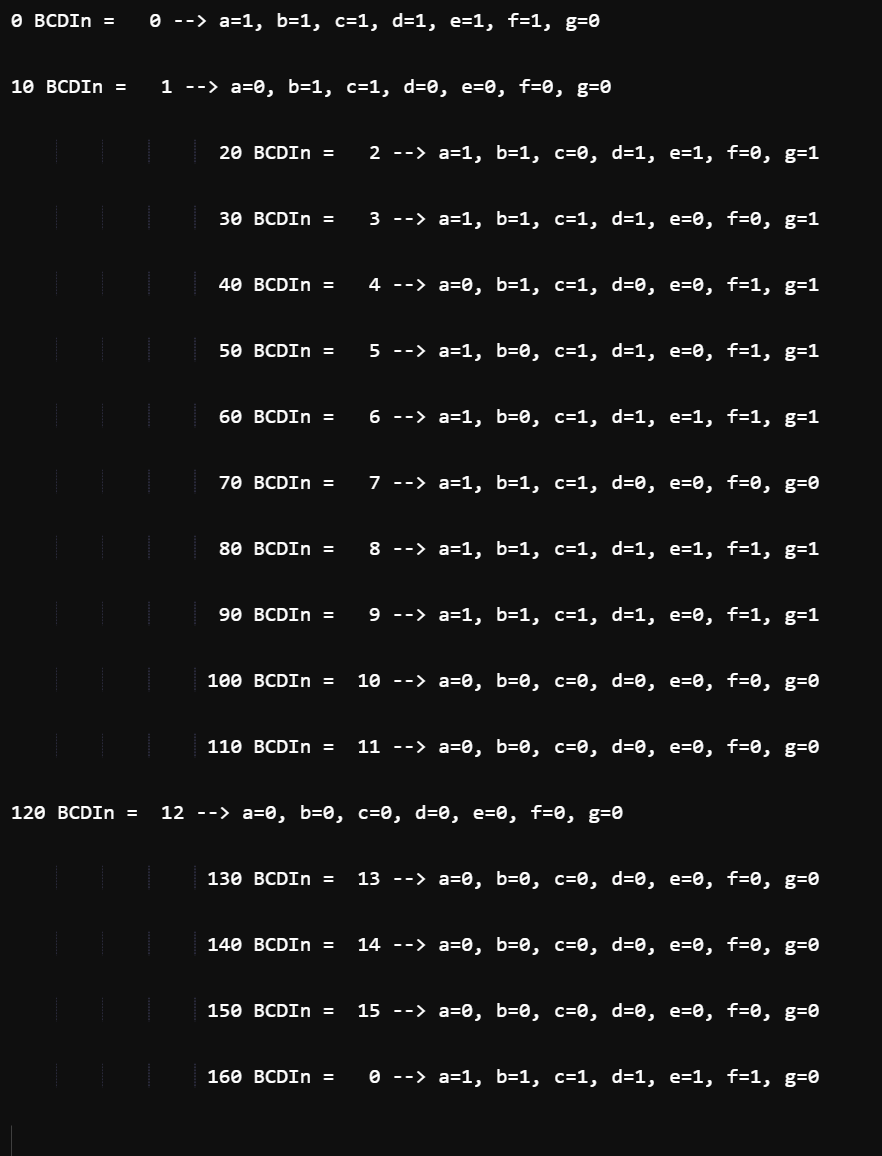 0 BCDIn =   0 --> a=1, b=1, c=1, d=1, e=1, f=1, g=0
10 BCDIn =   1 --> a=0, b=1, c=1, d=0, e=0, f=0, g=0
20 BCDIn =   2 --> a=1, b=1, c=0, d=1, e=1, f=0, g=1
30 BCDIn =   3 --> a=1, b=1, c=1, d=1, e=0, f=0, g=1
40 BCDIn =   4 --> a=0, b=1, c=1, d=0, e=0, f=1, g=1
50 BCDIn =   5 --> a=1, b=0, c=1, d=1, e=0, f=1, g=1
60 BCDIn =   6 --> a=1, b=0, c=1, d=1, e=1, f=1, g=1
70 BCDIn =   7 --> a=1, b=1, c=1, d=0, e=0, f=0, g=0
80 BCDIn =   8 --> a=1, b=1, c=1, d=1, e=1, f=1, g=1
90 BCDIn =   9 --> a=1, b=1, c=1, d=1, e=0, f=1, g=1
100 BCDIn =  10 --> a=0, b=0, c=0, d=0, e=0, f=0, g=0
110 BCDIn =  11 --> a=0, b=0, c=0, d=0, e=0, f=0, g=0
120 BCDIn =  12 --> a=0, b=0, c=0, d=0, e=0, f=0, g=0
130 BCDIn =  13 --> a=0, b=0, c=0, d=0, e=0, f=0, g=0
140 BCDIn =  14 --> a=0, b=0, c=0, d=0, e=0, f=0, g=0
150 BCDIn =  15 --> a=0, b=0, c=0, d=0, e=0, f=0, g=0
160 BCDIn =   0 --> a=1, b=1, c=1, d=1, e=1, f=1, g=0